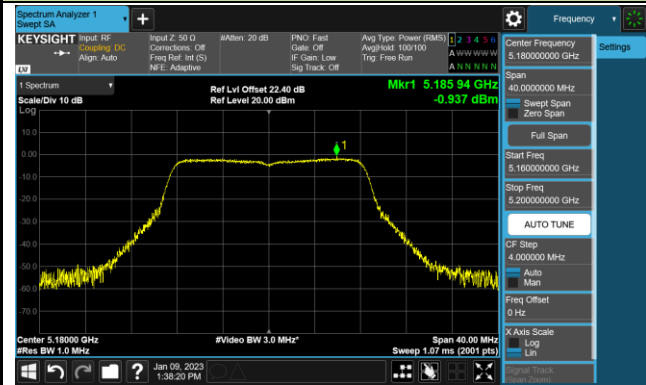 Spectrum Analyzer 1
Swept SA
Frequency
KEYSIGHT
Input: RF
Coupling: DC
Align: Auto
Input Z: 50 Ω
Corrections: Off
Freq Ref: Int (S)
NFE: Adaptive
#Atten: 20 dB
PNO: Fast
Gate: Off
IF Gain: Low
Sig Track: Off
Avg Type: Power (RMS)
Avg|Hold: 100/100
Trig: Free Run
1 2 3 4 5 6
A W W W W W
A N N N N N
LXI
1 Spectrum
Scale/Div 10 dB
Ref Lvl Offset 22.40 dB
Ref Level 20.00 dBm
Mkr1 5.185 94 GHz
-0.937 dBm
Log
10.0
0.00
-10.0
-20.0
-30.0
-40.0
-50.0
-60.0
-70.0
1
Center 5.18000 GHz
#Res BW 1.0 MHz
#Video BW 3.0 MHz*
Span 40.00 MHz
Sweep 1.07 ms (2001 pts)
Center Frequency
5.180000000 GHz
Settings
Span
40.0000000 MHz
Swept Span
Zero Span
Full Span
Start Freq
5.160000000 GHz
Stop Freq
5.200000000 GHz
AUTO TUNE
CF Step
4.000000 MHz
Auto
Man
Freq Offset
0 Hz
X Axis Scale
Log
Lin
Signal Track
(Span Zoom)
Jan 09, 2023
1:38:20 PM